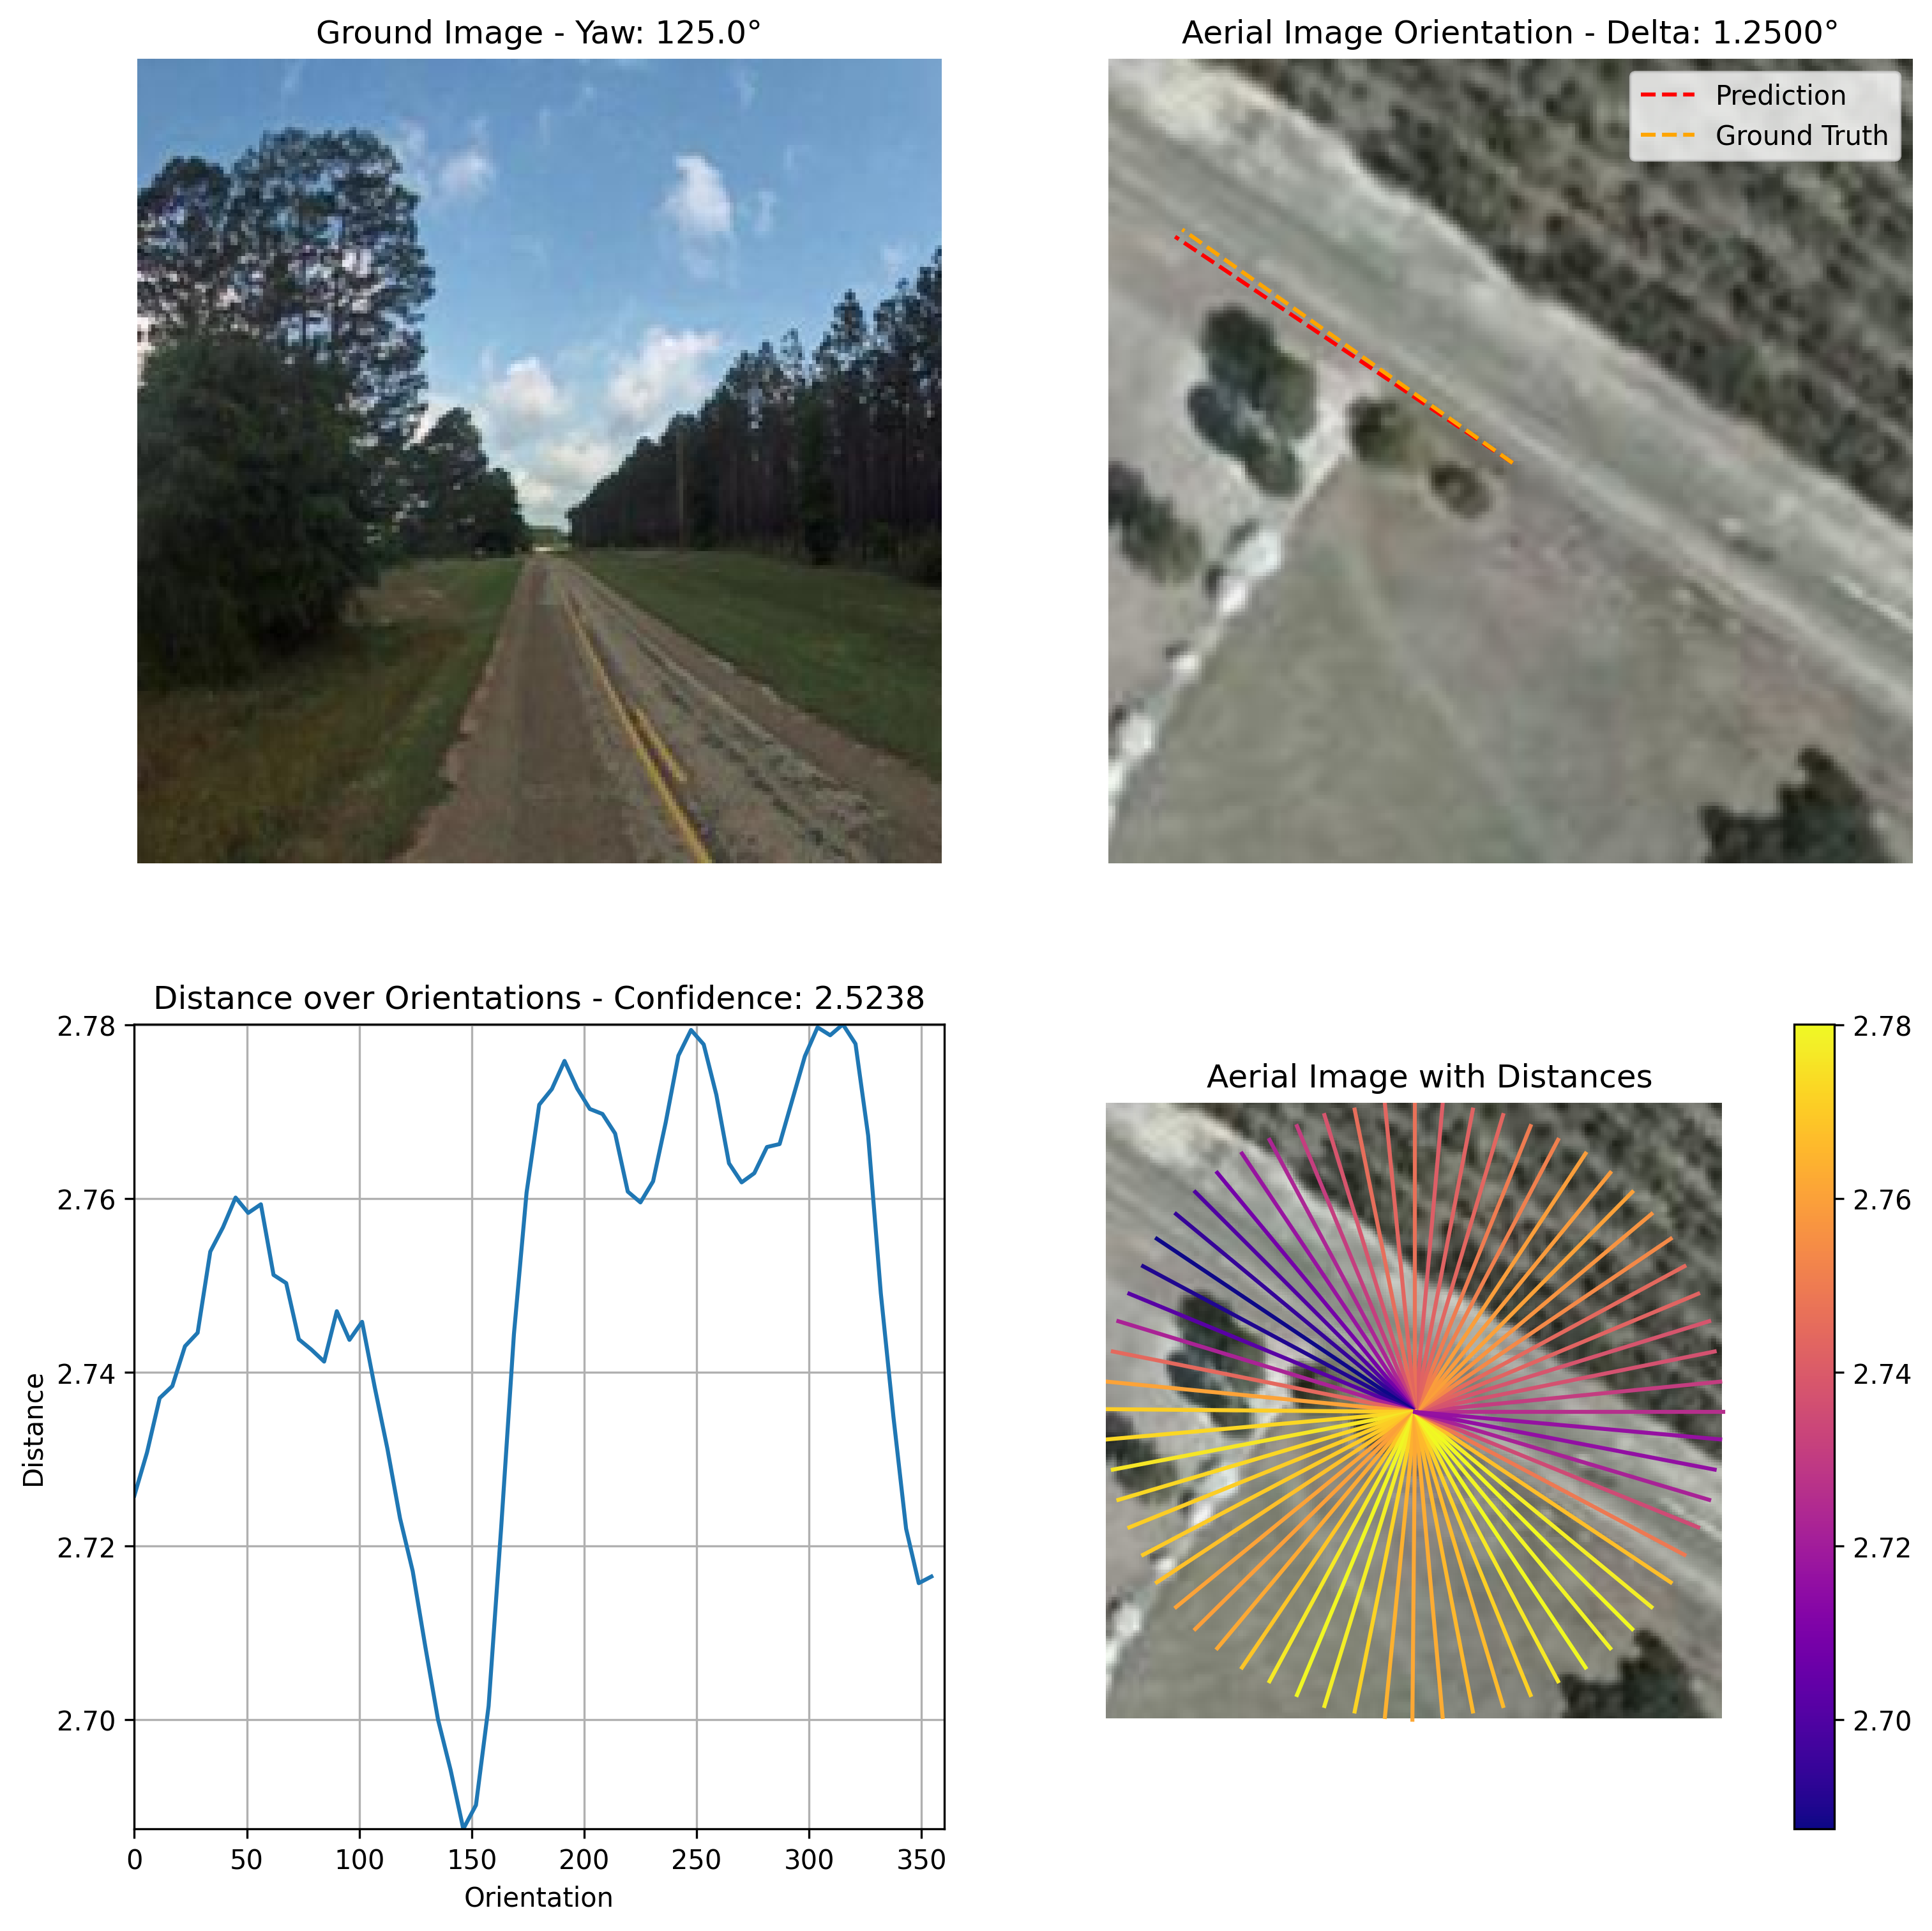 Ground Image - Yaw: 125.0°
Aerial Image Orientation - Delta: 1.2500°
Prediction
Ground Truth
Distance over Orientations - Confidence: 2.5238
2.78
2.76
2.74
2.72
2.70
Distance
0 50 100 150 200 250 300 350
Orientation
Aerial Image with Distances
2.78
2.76
2.74
2.72
2.70